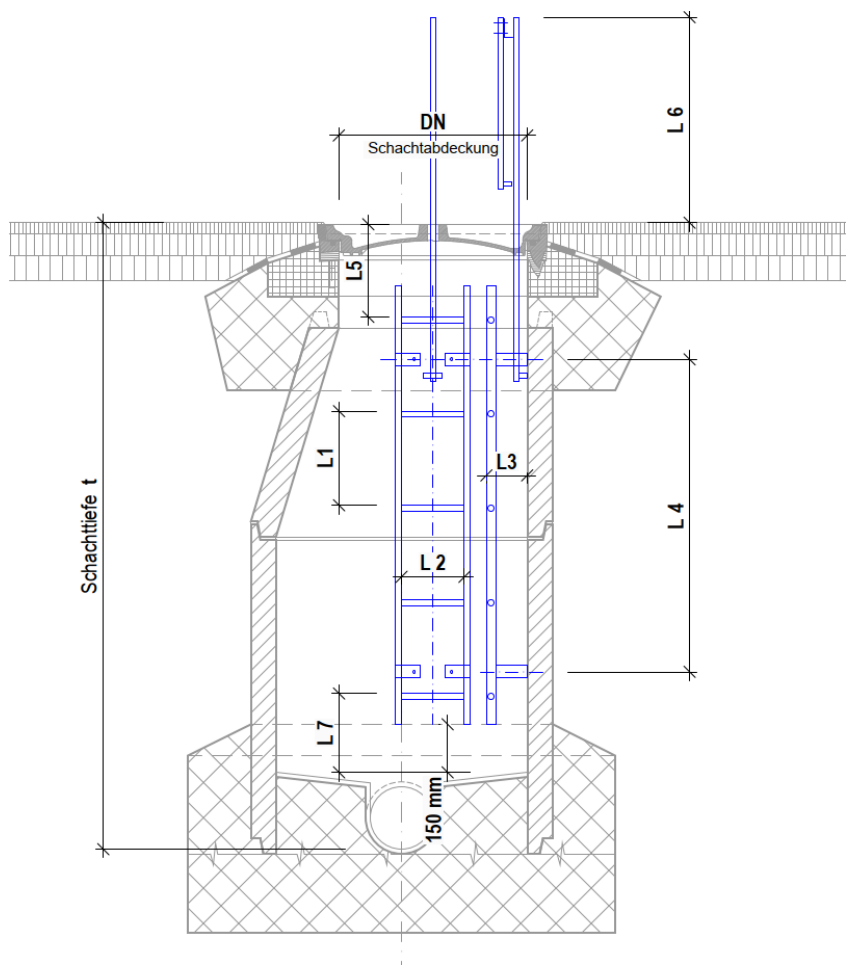 L 6
DN
Schachtabdeckung
L5
L1
L3
L 4
Schachttiefe t
L 2
L 7
150 mm